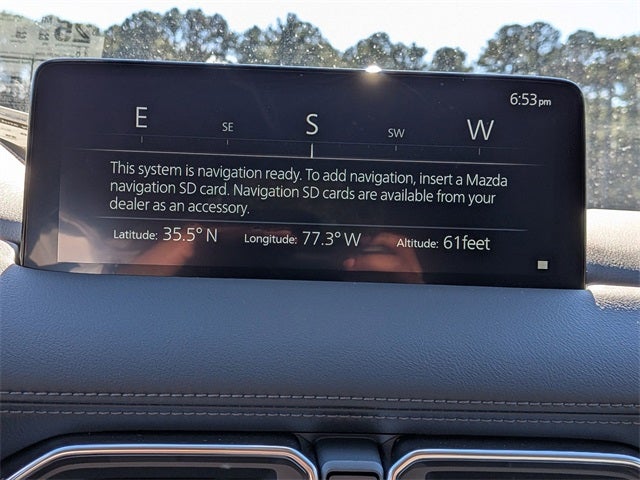 6:53pm
E SE S SW W
This system is navigation ready. To add navigation, insert a Mazda
navigation SD card. Navigation SD cards are available from your
dealer as an accessory.
Latitude: 35.5° N Longitude: 77.3° W Altitude: 61feet